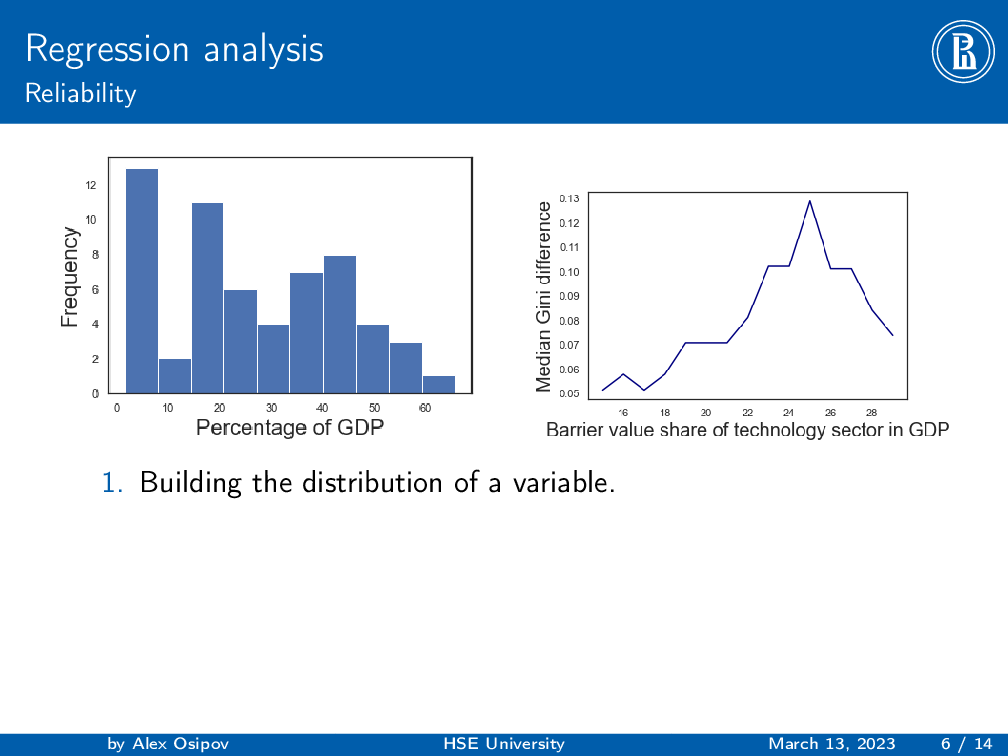 Regression analysis
Reliability
12
10
8
6
4
2
0
Frequency
0 10 20 30 40 50 60
Percentage of GDP
0.13
0.12
0.11
0.10
0.09
0.08
0.07
0.06
0.05
Median Gini difference
16 18 20 22 24 26 28
Barrier value share of technology sector in GDP
1. Building the distribution of a variable.
by Alex Osipov HSE University March 13, 2023 6 / 14